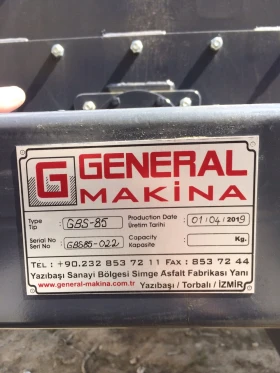 G GENERAL
MAKİNA
Type
Tip : GBS-85 Production Date
Üretim Tarihi : 01/04/2019
Serial No
Seri No : GBS85-022 Capacity
Kapasite : Kg.
TEL : +90.232 853 72 11 FAX : 853 72 44
Yazıbaşı Sanayi Bölgesi Simge Asfalt Fabrikası Yanı
www.general-makina.com.tr Yazıbaşı / Torbalı / İZMİR